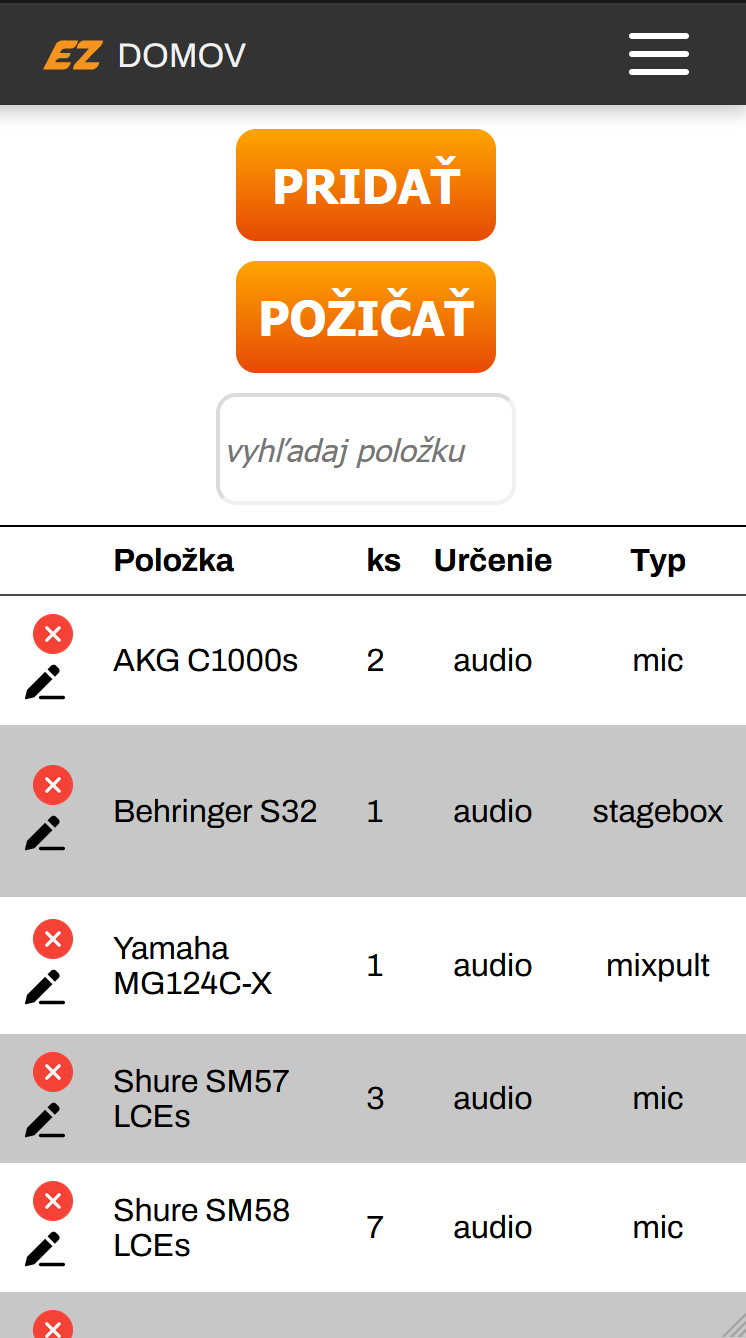 EZ DOMOV
PRIDAŤ
POŽIČAŤ
vyhľadaj položku
Položka ks Určenie Typ
AKG C1000s 2 audio mic
Behringer S32 1 audio stagebox
Yamaha
MG124C-X 1 audio mixpult
Shure SM57
LCEs 3 audio mic
Shure SM58
LCEs 7 audio mic